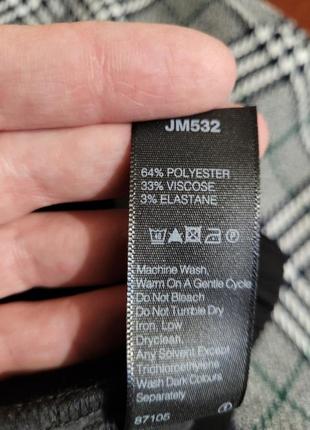 JM532
64% POLYESTER
33% VISCOSE
3% ELASTANE
Machine Wash,
Warm On A Gentle Cycle
Do Not Bleach
Do Not Tumble Dry
Iron, Low
Dryclean,
Any Solvent Except
Trichloroethylene
Wash Dark Colours
Separately
87105